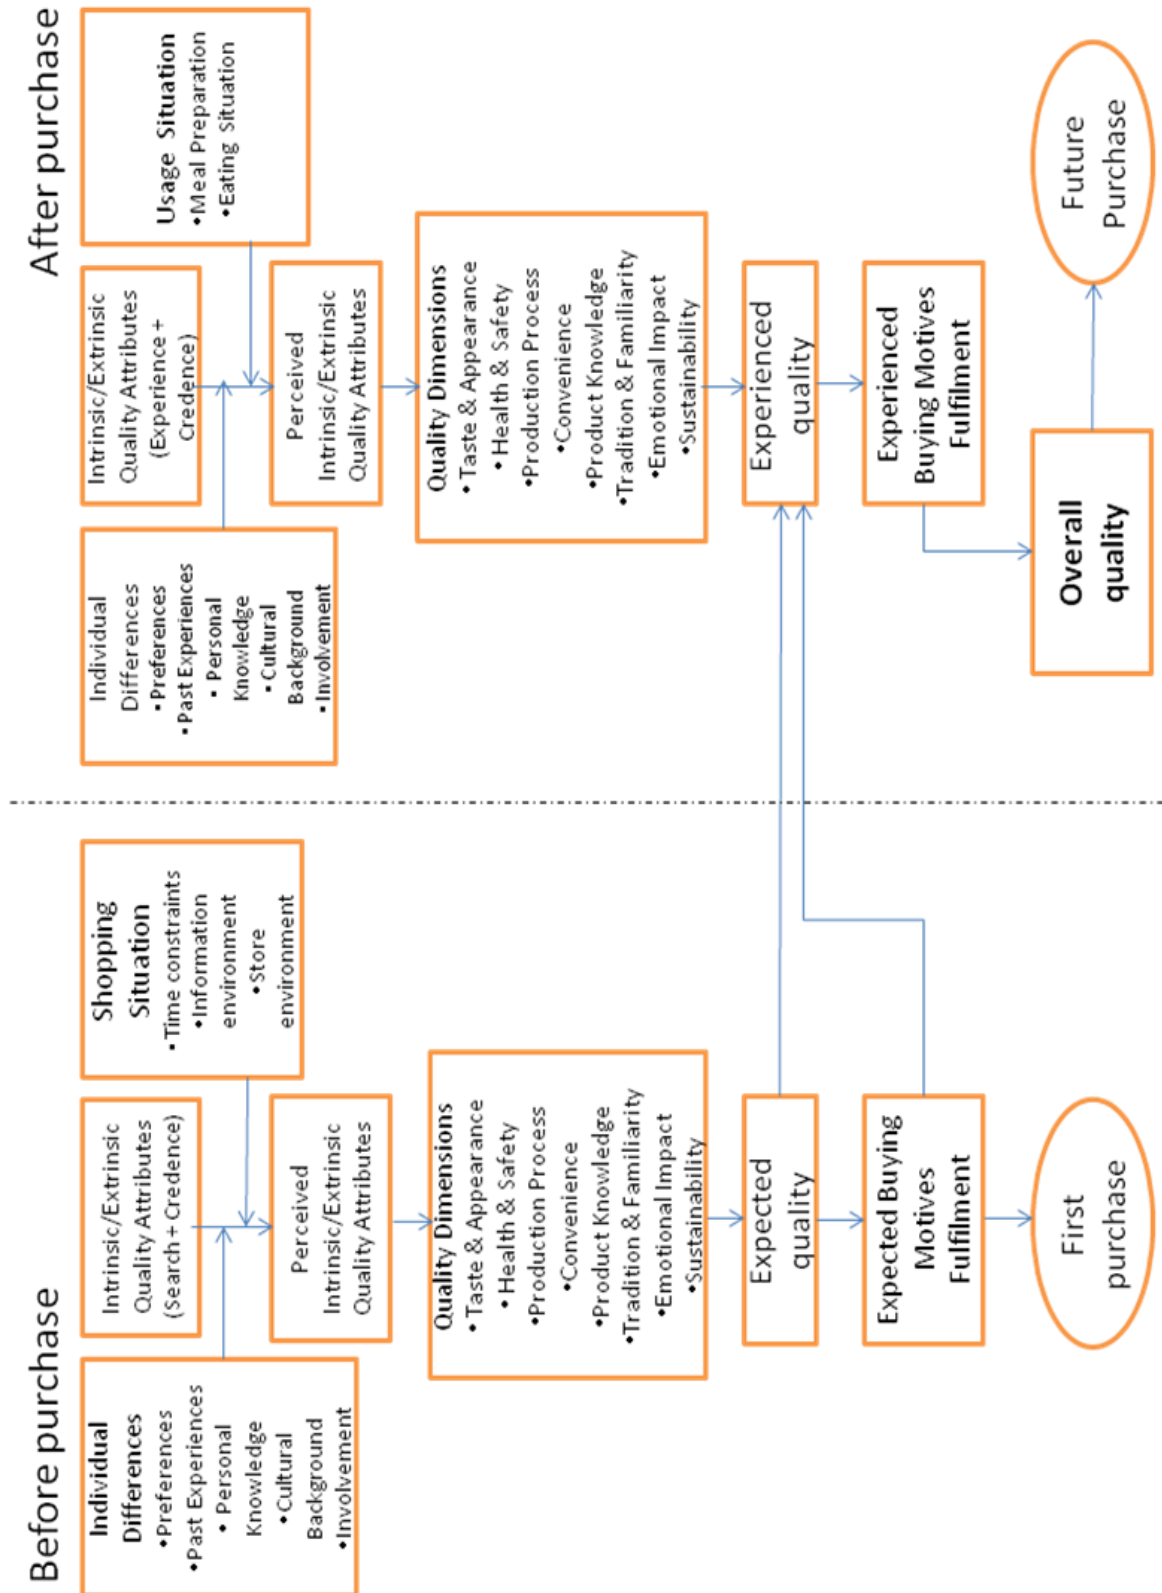 Before purchase
Individual
Differences
•Preferences
•Past Experiences
• Personal
Knowledge
• Cultural
Background
•Involvement
Intrinsic/Extrinsic
Quality Attributes
(Search + Credence)
Shopping
Situation
•Time constraints
•Information
environment
•Store
environment
Perceived
Intrinsic/Extrinsic
Quality Attributes
Quality Dimensions
• Taste & Appearance
•Health & Safety
•Production Process
•Convenience
•Product Knowledge
•Tradition & Familiarity
•Emotional Impact
•Sustainability
Expected
quality
Expected Buying
Motives
Fulfilment
First
purchase
After purchase
Individual
Differences
•Preferences
•Past Experiences
• Personal
Knowledge
• Cultural
Background
•Involvement
Intrinsic/Extrinsic
Quality Attributes
(Experience +
Credence)
Usage Situation
•Meal Preparation
•Eating Situation
Perceived
Intrinsic/Extrinsic
Quality Attributes
Quality Dimensions
• Taste & Appearance
•Health & Safety
•Production Process
•Convenience
•Product Knowledge
•Tradition & Familiarity
•Emotional Impact
•Sustainability
Experienced
quality
Experienced
Buying Motives
Fulfilment
Overall
quality
Future
Purchase